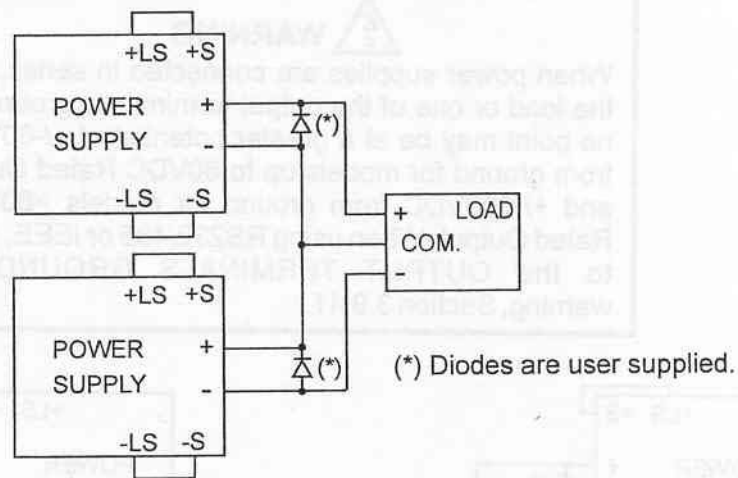 +LS +S
POWER
SUPPLY
+
-
(*)
-LS -S
+ LOAD
COM.
-
+LS +S
POWER
SUPPLY
+
-
(*)
-LS -S
(*) Diodes are user supplied.